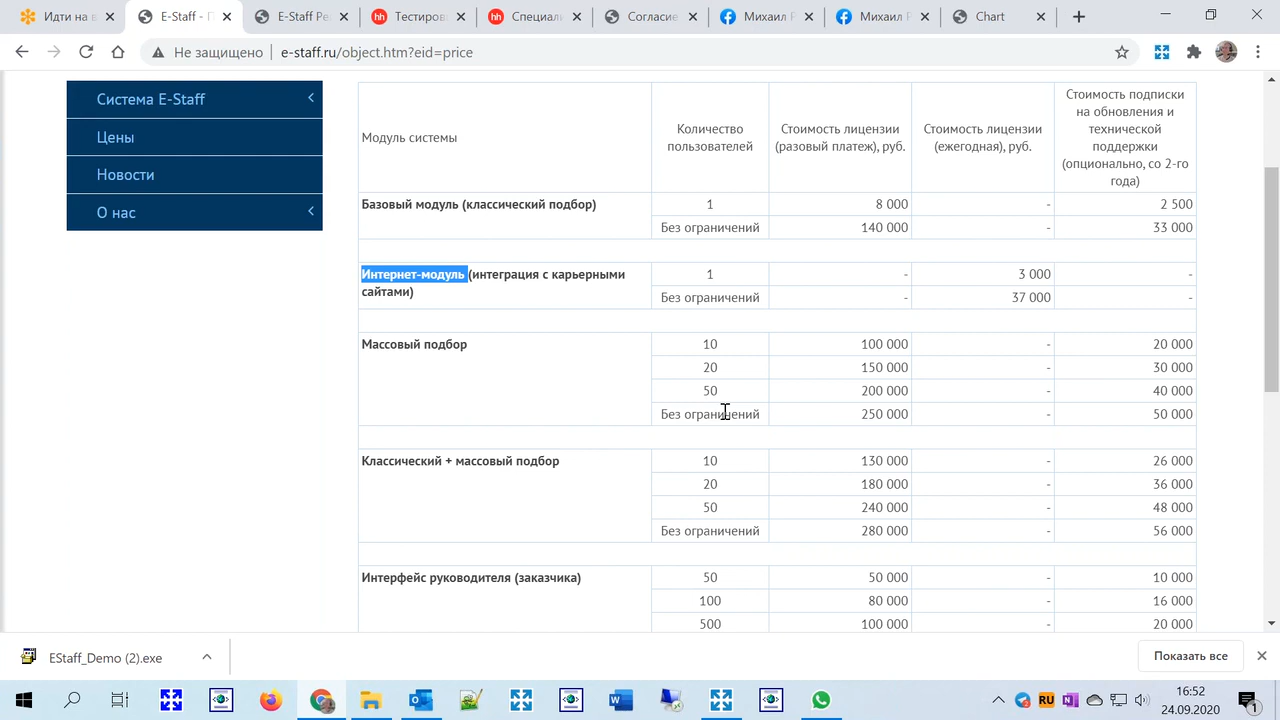 Идти на в
E-Staff - П
E-Staff Ре
Тестиров
Специал
Согласие
Михаил Р
Михаил Р
Chart
Не защищено e-staff.ru/object.htm?eid=price
Система E-Staff
Цены
Новости
О нас
Модуль системы
Количество
пользователей
Стоимость лицензии
(разовый платеж), руб.
Стоимость лицензии
(ежегодная), руб.
Стоимость подписки
на обновления и
технической
поддержки
(опционально, со 2-го
года)
Базовый модуль (классический подбор) 1 8 000 - 2 500
Без ограничений 140 000 - 33 000
Интернет-модуль (интеграция с карьерными
сайтами)
1 - 3 000 -
Без ограничений - 37 000 -
Массовый подбор 10 100 000 - 20 000
20 150 000 - 30 000
50 200 000 - 40 000
Без ограничений 250 000 - 50 000
Классический + массовый подбор 10 130 000 - 26 000
20 180 000 - 36 000
50 240 000 - 48 000
Без ограничений 280 000 - 56 000
Интерфейс руководителя (заказчика) 50 50 000 - 10 000
100 80 000 - 16 000
500 100 000 - 20 000
EStaff_Demo (2).exe
Показать все
RU
16:52
24.09.2020
1